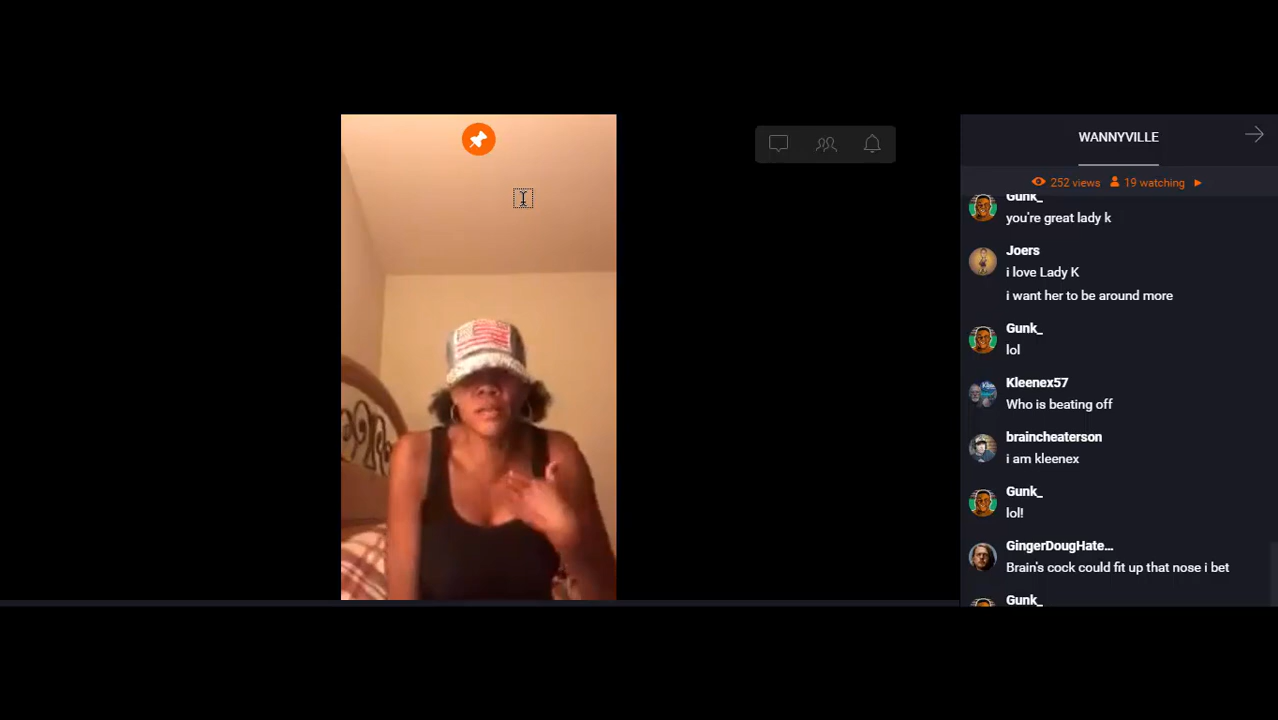 WANNYVILLE
252 views 19 watching
Gunk_
you're great lady k
Joers
i love Lady K
i want her to be around more
Gunk_
lol
Kleenex57
Who is beating off
braincheaterson
i am kleenex
Gunk_
lol!
GingerDougHate...
Brain's cock could fit up that nose i bet
Gunk_